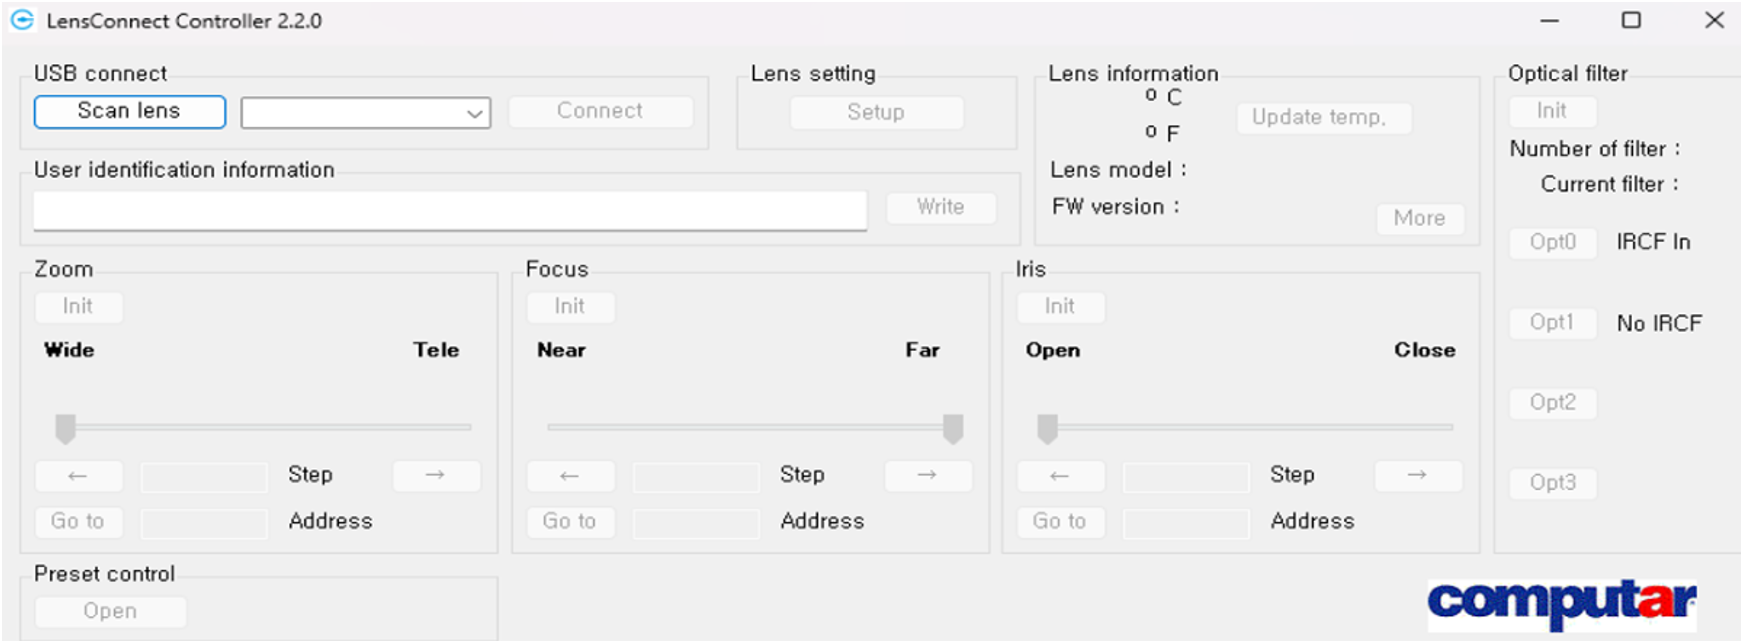 LensConnect Controller 2.2.0
USB connect
Scan lens
Connect
Lens setting
Setup
User identification information
Write
Lens information
° C
° F
Update temp.
Lens model :
FW version :
More
Optical filter
Init
Number of filter :
Current filter :
Opt0 IRCF In
Opt1 No IRCF
Opt2
Opt3
Zoom
Init
Wide Tele
← Step →
Go to Address
Focus
Init
Near Far
← Step →
Go to Address
Iris
Init
Open Close
← Step →
Go to Address
Preset control
Open
computar